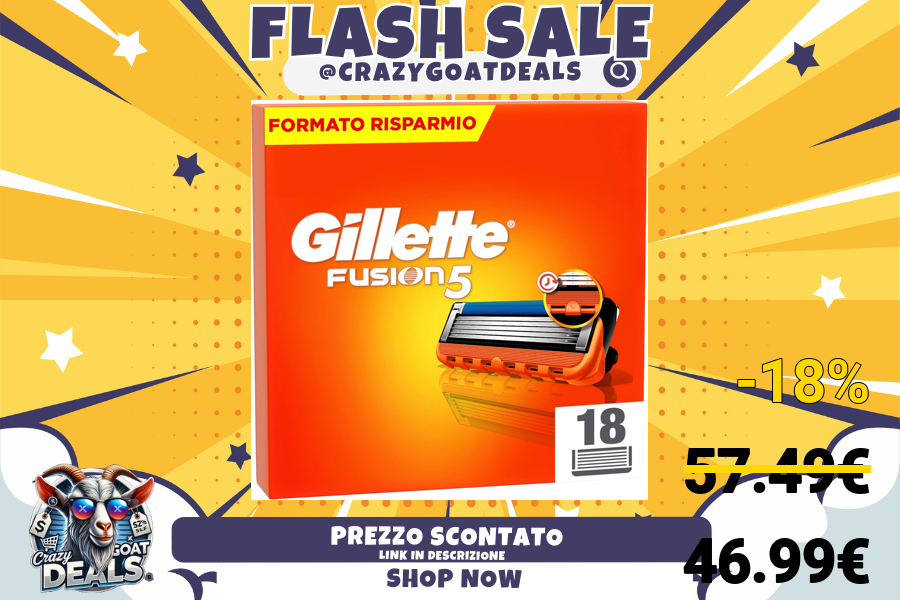 FLASH SALE
@CRAZYGOATDEALS
FORMATO RISPARMIO
Gillette®
FUSION5
18
-18%
57.49€
46.99€
$
52%
Crazy
GOAT
DEALS
PREZZO SCONTATO
LINK IN DESCRIZIONE
SHOP NOW